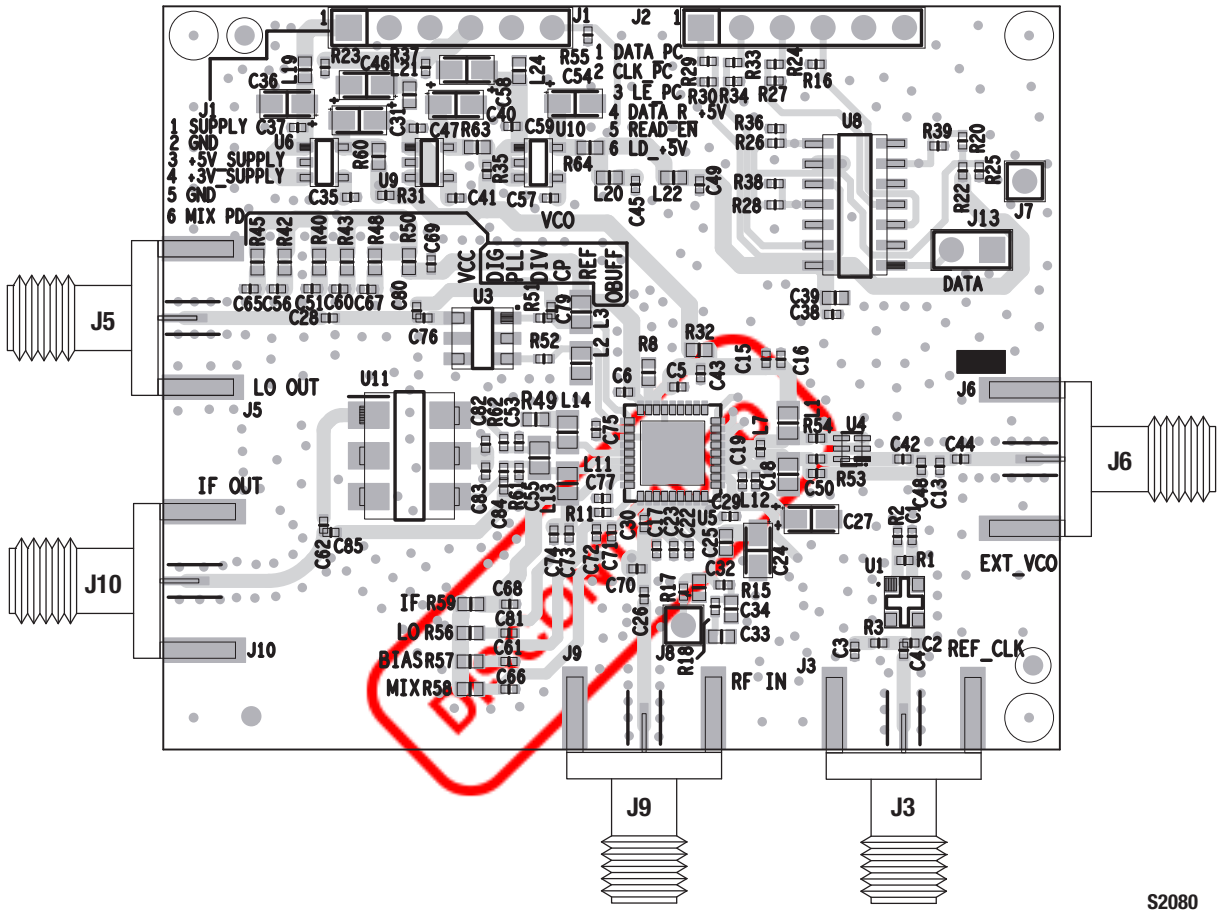 1
J1
J2
1
R23
R37
R55
1 DATA_PC
2 CLK_PC
3 LE_PC
4 DATA_R +5V
5 READ_EN
6 LD_+5V
R29
R33
R24
R30
R34
R27
R16
L19
C36
C46
L21
C58
L24
C54
J1
1 SUPPLY
2 GND
3 +5V_SUPPLY
4 +3V_SUPPLY
5 GND
6 MIX PD
C37
U6
C31
C47
R63
C40
C59
U10
R60
U9
R35
R64
C35
R31
C41
C57
VCO
L20
C45
L22
C49
R36
R26
R38
R28
U8
R39
R20
R22
R25
J7
J13
DATA
C39
C38
R45
R42
R40
R43
R48
R50
C69
VCC
DIG
PLL
DIV
CP
REF
OBUFF
C65
C56
C51
C60
C67
C80
C28
C76
U3
R51
C79
L3
R52
L2
J5
LO OUT
J5
R8
R32
C6
C5
C43
C15
C16
J6
U11
C82
R62
C53
R49
L14
C75
L7
L1
R54
U4
C19
C18
C42
C44
J6
IF OUT
C83
C84
R61
C55
L13
L11
C77
R11
C29
L12
C50
R53
C48
C13
C62
C85
C74
C73
C72
C71
C30
C17
C23
C22
U5
C25
C27
C24
R2
C1
EXT_VCO
J10
C70
C32
R15
U1
R1
IF R59
C68
LO R56
C81
BIAS R57
C61
MIX R58
C66
C26
R17
C34
C33
J8
R18
R3
C3
C2
C4
REF_CLK
J10
J9
RF IN
J3
J9
J3
S2080